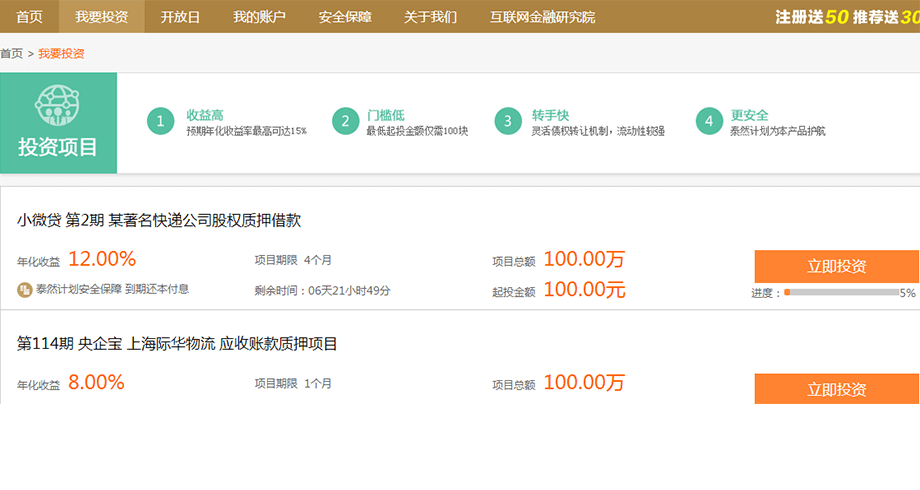 首页 我要投资 开放日 我的账户 安全保障 关于我们 互联网金融研究院 注册送50 推荐送30
首页 > 我要投资
投资项目
1 收益高 2 门槛低 3 转手快 4 更安全
预期年化收益率最高可达15% 最低起投金额仅需100块 灵活债权转让机制，流动性较强 泰然计划为本产品护航
小微贷 第2期 某著名快递公司股权质押借款
年化收益 12.00% 项目期限 4个月 项目总额 100.00万 立即投资
泰然计划安全保障 到期还本付息 剩余时间：06天21小时49分 起投金额 100.00元 进度： 5%
第114期 央企宝 上海际华物流 应收账款质押项目
年化收益 8.00% 项目期限 1个月 项目总额 100.00万 立即投资